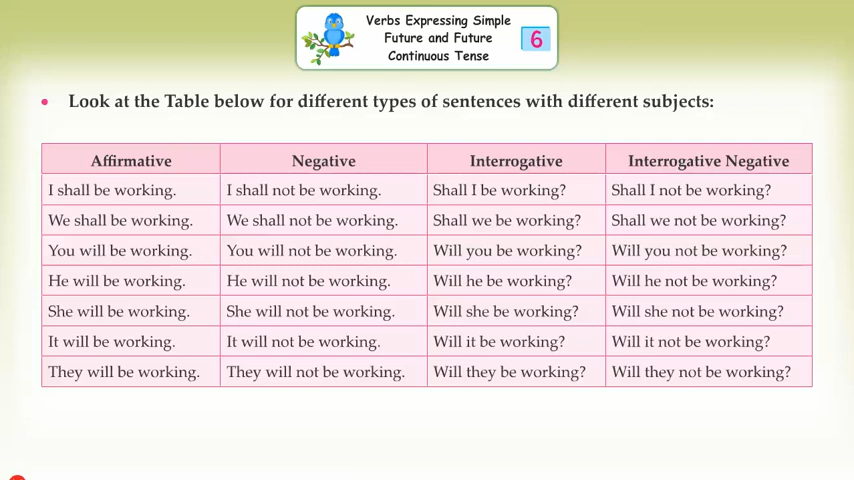 Verbs Expressing Simple
Future and Future
Continuous Tense
6
• Look at the Table below for different types of sentences with different subjects:
Affirmative Negative Interrogative Interrogative Negative
I shall be working. I shall not be working. Shall I be working? Shall I not be working?
We shall be working. We shall not be working. Shall we be working? Shall we not be working?
You will be working. You will not be working. Will you be working? Will you not be working?
He will be working. He will not be working. Will he be working? Will he not be working?
She will be working. She will not be working. Will she be working? Will she not be working?
It will be working. It will not be working. Will it be working? Will it not be working?
They will be working. They will not be working. Will they be working? Will they not be working?